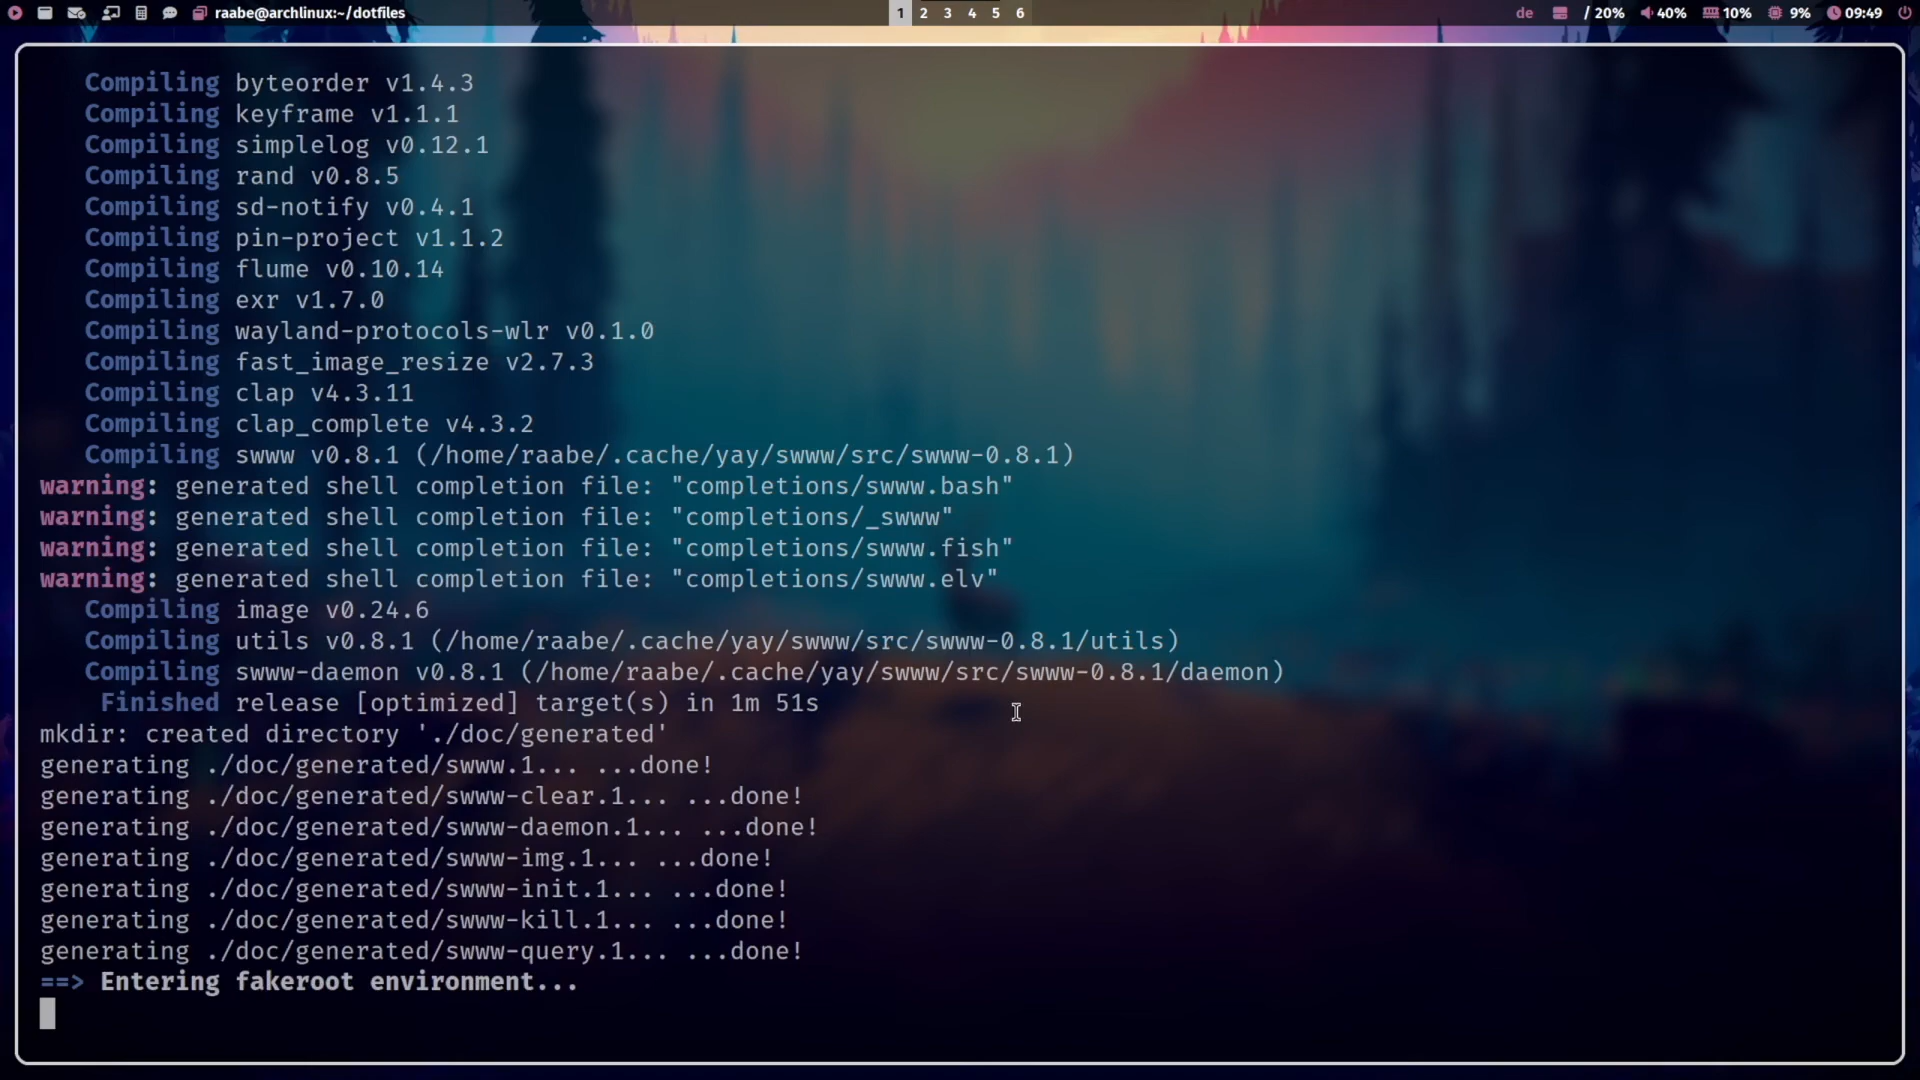 raabe@archlinux:~/dotfiles
1 2 3 4 5 6
de / 20% 40% 10% 9% 09:49
Compiling byteorder v1.4.3
Compiling keyframe v1.1.1
Compiling simplelog v0.12.1
Compiling rand v0.8.5
Compiling sd-notify v0.4.1
Compiling pin-project v1.1.2
Compiling flume v0.10.14
Compiling exr v1.7.0
Compiling wayland-protocols-wlr v0.1.0
Compiling fast_image_resize v2.7.3
Compiling clap v4.3.11
Compiling clap_complete v4.3.2
Compiling swww v0.8.1 (/home/raabe/.cache/yay/swww/src/swww-0.8.1)
warning: generated shell completion file: "completions/swww.bash"
warning: generated shell completion file: "completions/_swww"
warning: generated shell completion file: "completions/swww.fish"
warning: generated shell completion file: "completions/swww.elv"
Compiling image v0.24.6
Compiling utils v0.8.1 (/home/raabe/.cache/yay/swww/src/swww-0.8.1/utils)
Compiling swww-daemon v0.8.1 (/home/raabe/.cache/yay/swww/src/swww-0.8.1/daemon)
Finished release [optimized] target(s) in 1m 51s
mkdir: created directory './doc/generated'
generating ./doc/generated/swww.1... ...done!
generating ./doc/generated/swww-clear.1... ...done!
generating ./doc/generated/swww-daemon.1... ...done!
generating ./doc/generated/swww-img.1... ...done!
generating ./doc/generated/swww-init.1... ...done!
generating ./doc/generated/swww-kill.1... ...done!
generating ./doc/generated/swww-query.1... ...done!
==> Entering fakeroot environment...